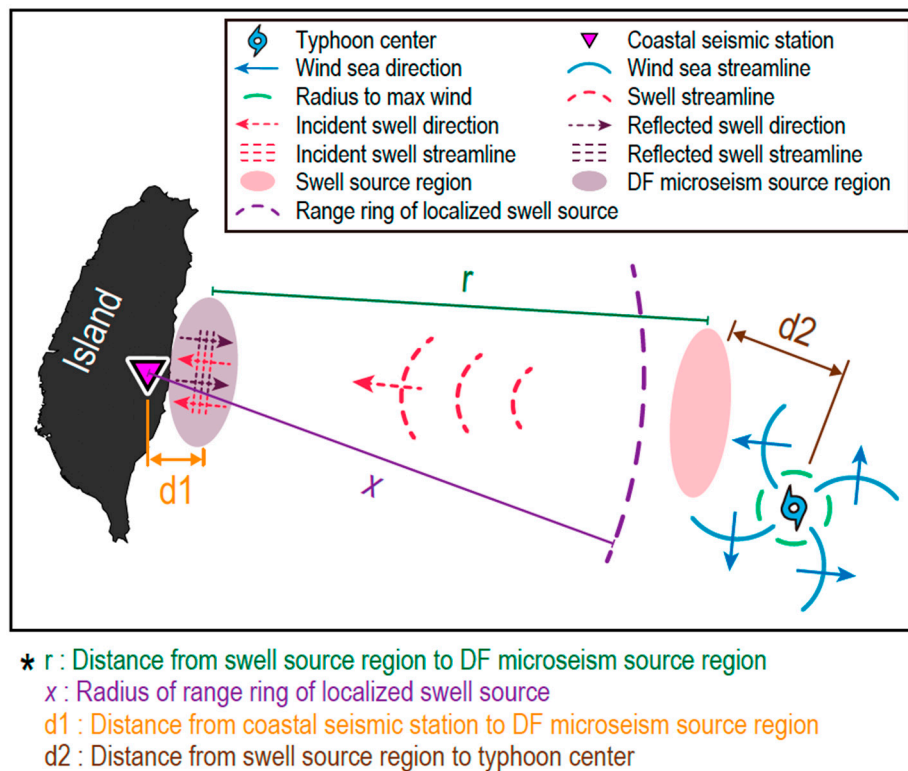 Typhoon center
Coastal seismic station
Wind sea direction
Wind sea streamline
Radius to max wind
Swell streamline
Incident swell direction
Reflected swell direction
Incident swell streamline
Reflected swell streamline
Swell source region
DF microseism source region
Range ring of localized swell source
r
d2
Island
d1
x
* r : Distance from swell source region to DF microseism source region
x : Radius of range ring of localized swell source
d1 : Distance from coastal seismic station to DF microseism source region
d2 : Distance from swell source region to typhoon center